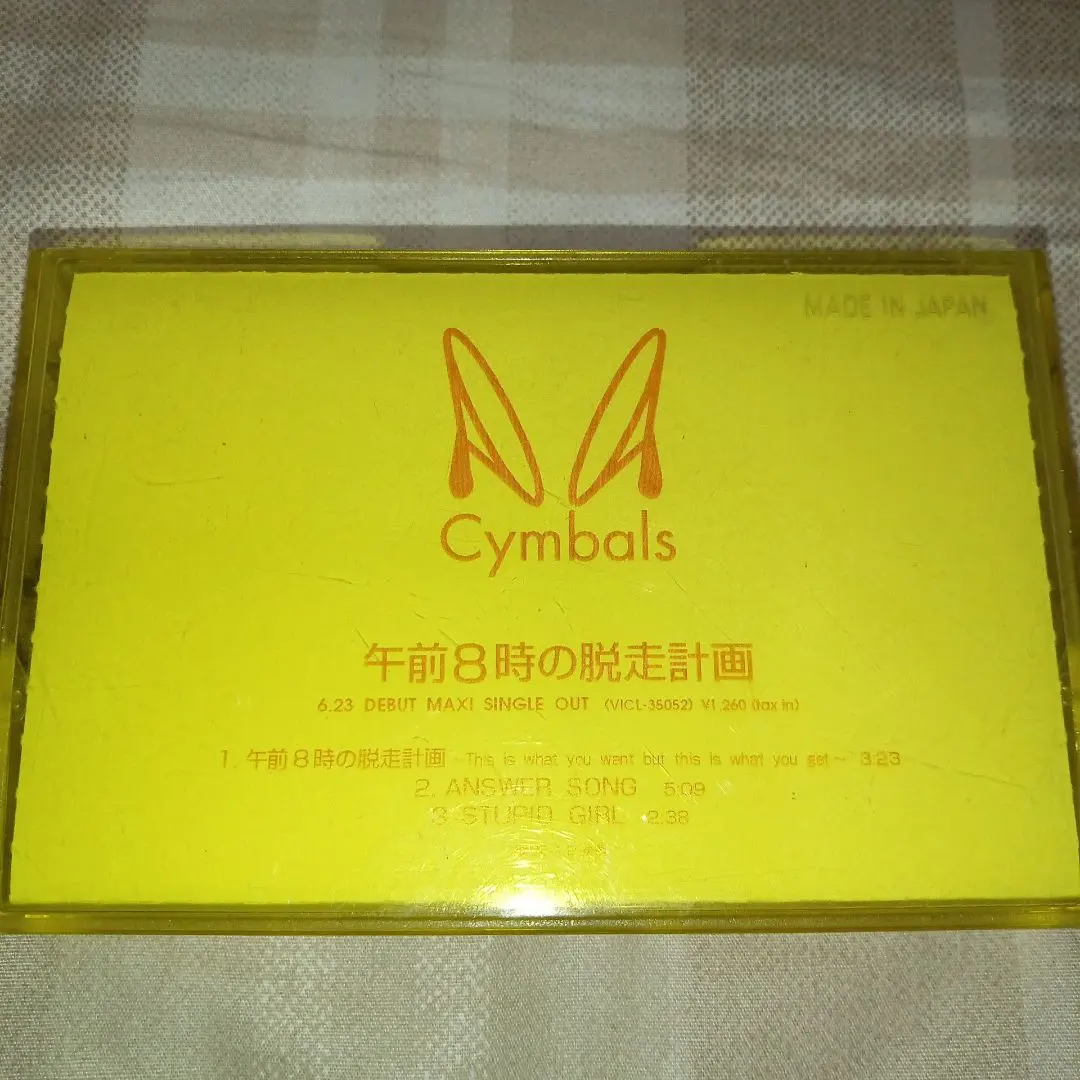 MADE IN JAPAN
Cymbals
午前8時の脱走計画
6.23 DEBUT MAXI SINGLE OUT (VICL-35052) ¥1,260 (tax in)
1. 午前8時の脱走計画 ~This is what you want but this is what you get~ 3:23
2. ANSWER SONG 5:09
3. STUPID GIRL 2:38